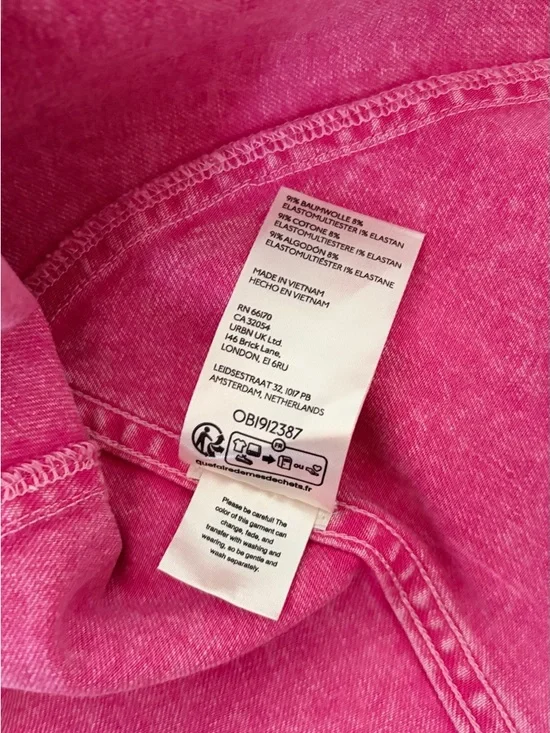 91% BAUMWOLLE 8%
ELASTOMULTIESTER 1% ELASTAN
91% COTONE 8%
ELASTOMULTIESTERE 1% ELASTAN
91% ALGODÓN 8%
ELASTOMULTIÉSTER 1% ELASTANE
MADE IN VIETNAM
HECHO EN VIETNAM
RN 66170
CA 32054
URBN UK Ltd.
146 Brick Lane,
LONDON, E1 6RU
LEIDSESTRAAT 32, 1017 PB
AMSTERDAM, NETHERLANDS
OB1912387
FR
ou
quefairedemesdechets.fr
Please be careful! The
color of this garment can
change, fade, and
transfer with washing and
wearing, so be gentle and
wash separately.